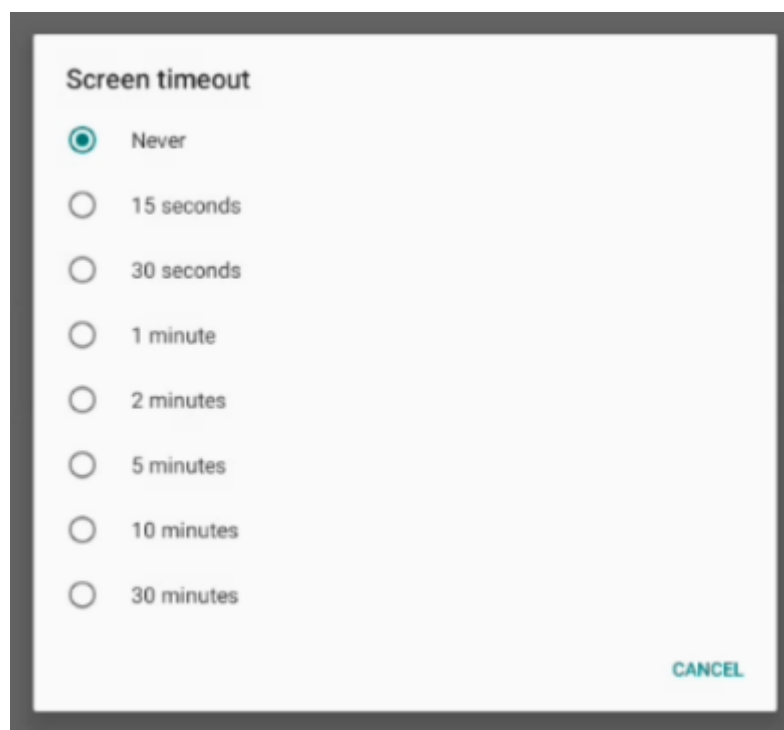 Screen timeout
Never
15 seconds
30 seconds
1 minute
2 minutes
5 minutes
10 minutes
30 minutes
CANCEL